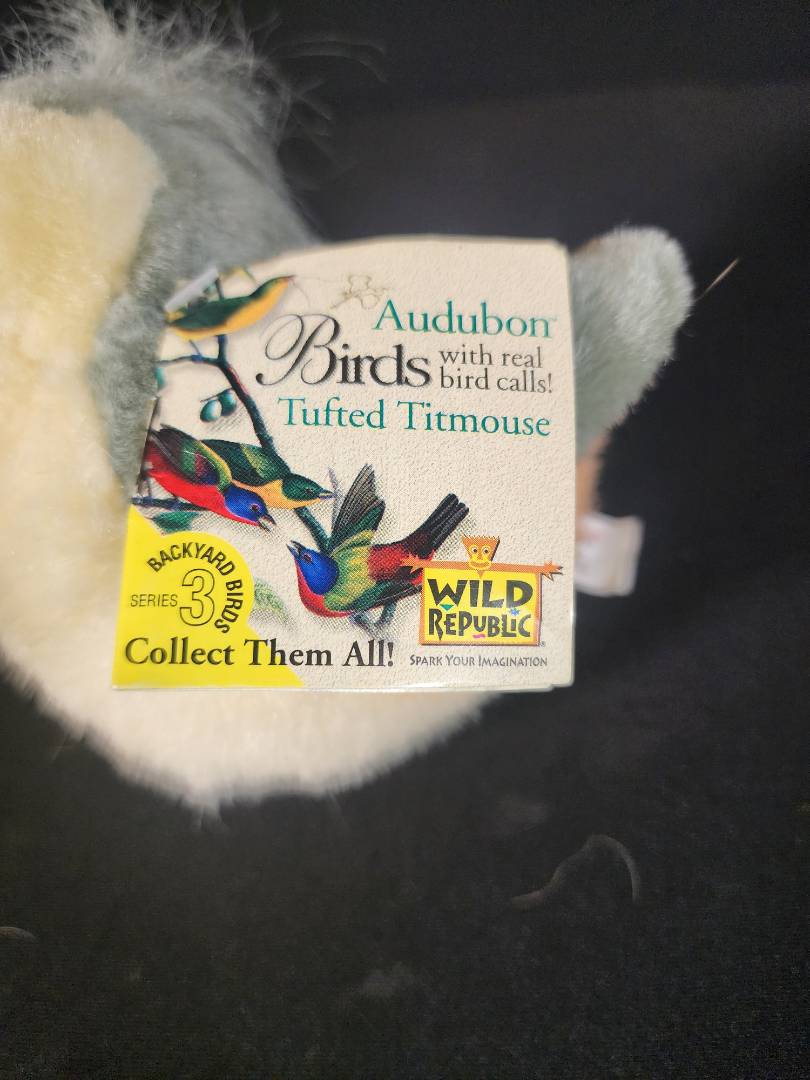 Audubon™
Birds with real
bird calls!
Tufted Titmouse
BACKYARD BIRDS
SERIES 3
Collect Them All!
WILD
REPUBLIC®
SPARK YOUR IMAGINATION